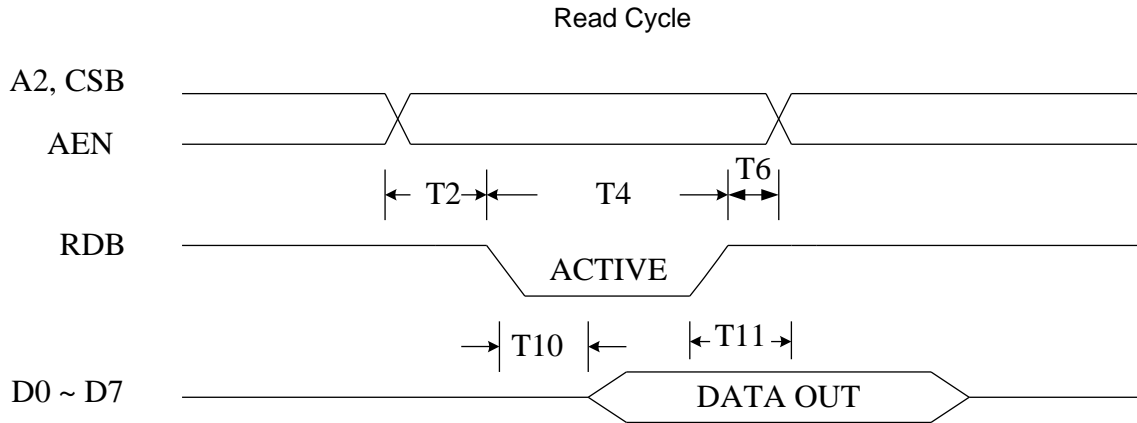 Read Cycle
A2, CSB
AEN
T2
T4
T6
RDB
ACTIVE
T10
T11
D0 ~ D7
DATA OUT